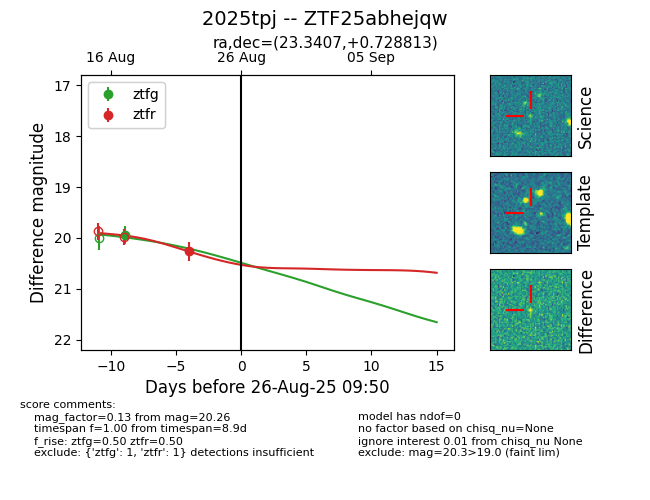 2025tpj -- ZTF25abhejqw
ra,dec=(23.3407,+0.728813)
16 Aug 26 Aug 05 Sep
17
18
19
20
21
22
Difference magnitude
ztfg
ztfr
−10 −5 0 5 10 15
Days before 26-Aug-25 09:50
Science
Template
Difference
score comments:
mag_factor=0.13 from mag=20.26
timespan f=1.00 from timespan=8.9d
f_rise: ztfg=0.50 ztfr=0.50
exclude: {'ztfg': 1, 'ztfr': 1} detections insufficient
model has ndof=0
no factor based on chisq_nu=None
ignore interest 0.01 from chisq_nu None
exclude: mag=20.3>19.0 (faint lim)